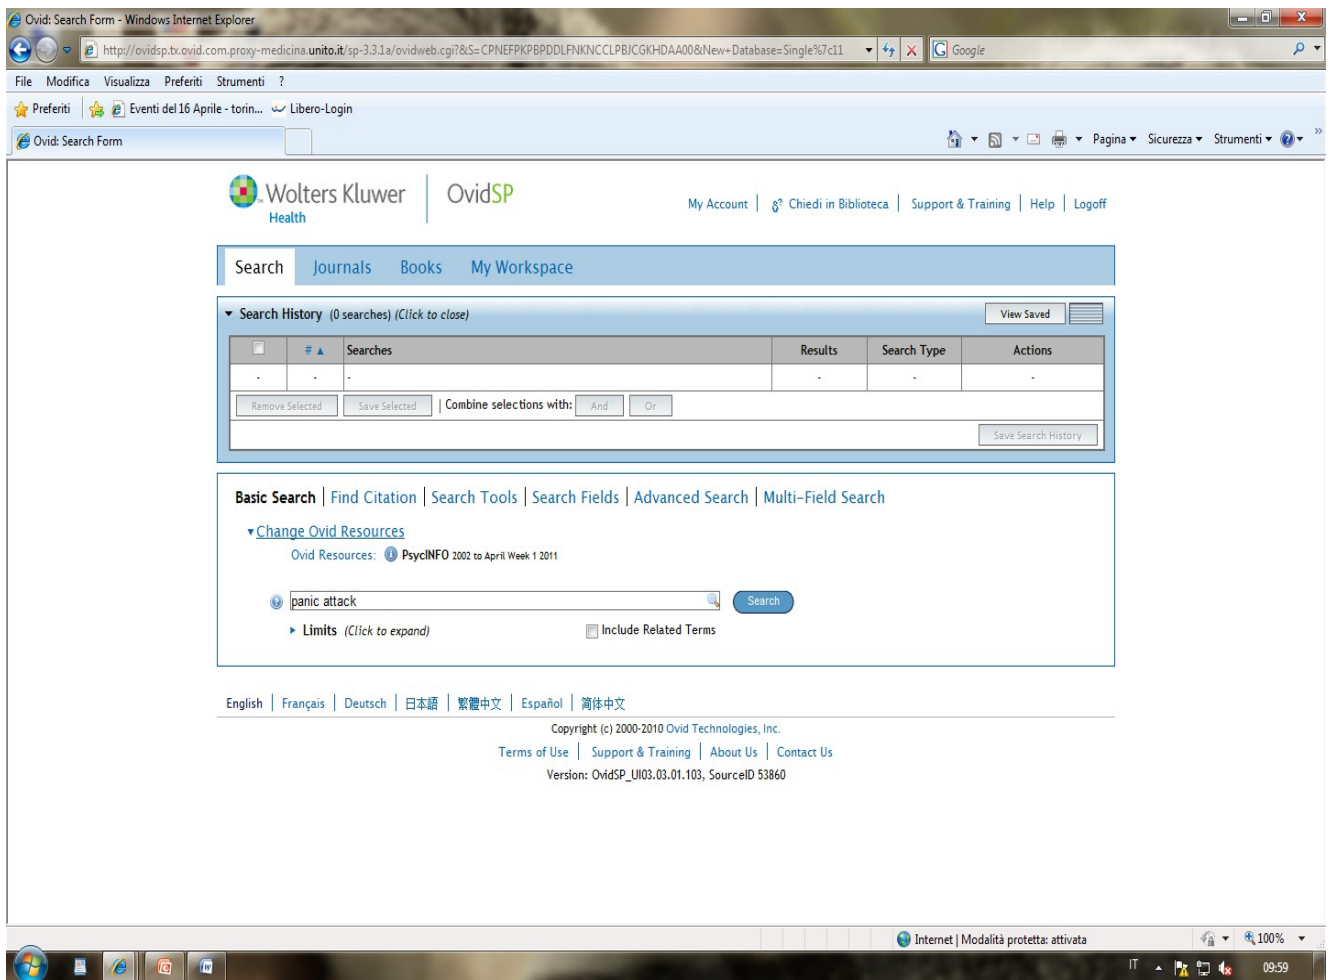 Ovid: Search Form - Windows Internet Explorer
http://ovidsp.tx.ovid.com.proxy-medicina.unito.it/sp-3.3.1a/ovidweb.cgi?&S=CPNEFPKPBPDDLFNKNCCLPBJCGKHDAA00&New+Database=Single%7c11 Google
File Modifica Visualizza Preferiti Strumenti ?
Preferiti Eventi del 16 Aprile - torin... Libero-Login
Ovid: Search Form Pagina Sicurezza Strumenti
Wolters Kluwer OvidSP
Health
My Account | Chiedi in Biblioteca | Support & Training | Help | Logoff
Search Journals Books My Workspace
Search History (0 searches) (Click to close) View Saved
# ▲ Searches Results Search Type Actions
- - - - - -
Remove Selected Save Selected | Combine selections with: And Or
Save Search History
Basic Search | Find Citation | Search Tools | Search Fields | Advanced Search | Multi-Field Search
Change Ovid Resources
Ovid Resources: PsycINFO 2002 to April Week 1 2011
panic attack Search
Limits (Click to expand) Include Related Terms
English | Français | Deutsch | 日本語 | 繁體中文 | Español | 简体中文
Copyright (c) 2000-2010 Ovid Technologies, Inc.
Terms of Use | Support & Training | About Us | Contact Us
Version: OvidSP_UI03.03.01.103, SourceID 53860
Internet | Modalità protetta: attivata 100%
IT 09:59